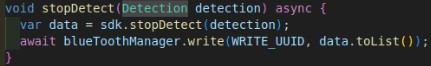 void stopDetect(Detection detection) async {
  var data = sdk.stopDetect(detection);
  await blueToothManager.write(WRITE_UUID, data.toList());
}